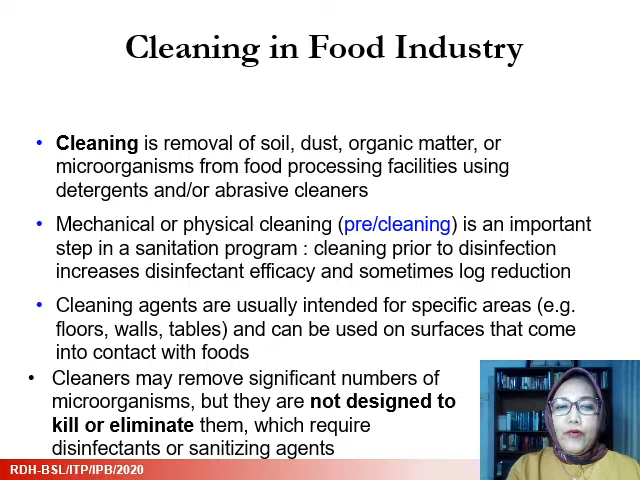 Cleaning in Food Industry
• Cleaning is removal of soil, dust, organic matter, or
microorganisms from food processing facilities using
detergents and/or abrasive cleaners
• Mechanical or physical cleaning (pre/cleaning) is an important
step in a sanitation program : cleaning prior to disinfection
increases disinfectant efficacy and sometimes log reduction
• Cleaning agents are usually intended for specific areas (e.g.
floors, walls, tables) and can be used on surfaces that come
into contact with foods
• Cleaners may remove significant numbers of
microorganisms, but they are not designed to
kill or eliminate them, which require
disinfectants or sanitizing agents
RDH-BSL/ITP/IPB/2020